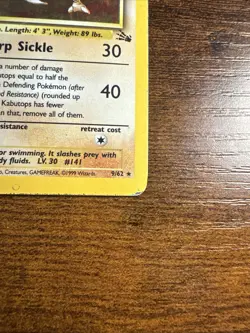 Length: 4' 3", Weight: 89 lbs.
rp Sickle 30
a number of damage
utops equal to half the
Defending Pokémon (after
d Resistance) (rounded up
Kabutops has fewer
n that, remove all of them.
40
sistance retreat cost
or swimming. It slashes prey with
dy fluids. LV. 30 #141
Creatures, GAMEFREAK ©1999 Wizards. 9/62 ★